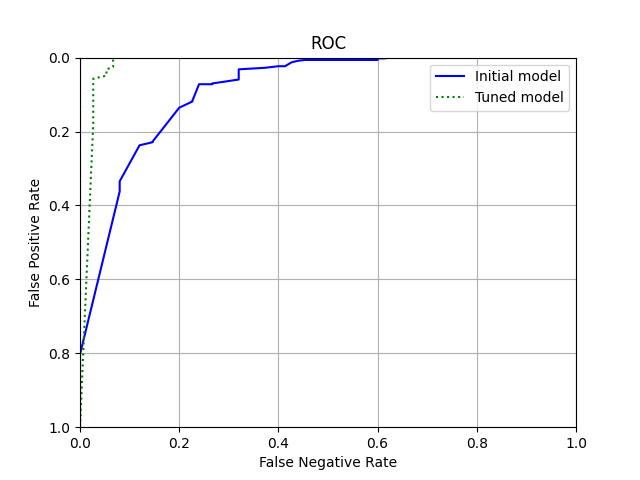 ROC
Initial model
Tuned model
0.0
0.2
0.4
0.6
0.8
1.0
False Positive Rate
0.0 0.2 0.4 0.6 0.8 1.0
False Negative Rate